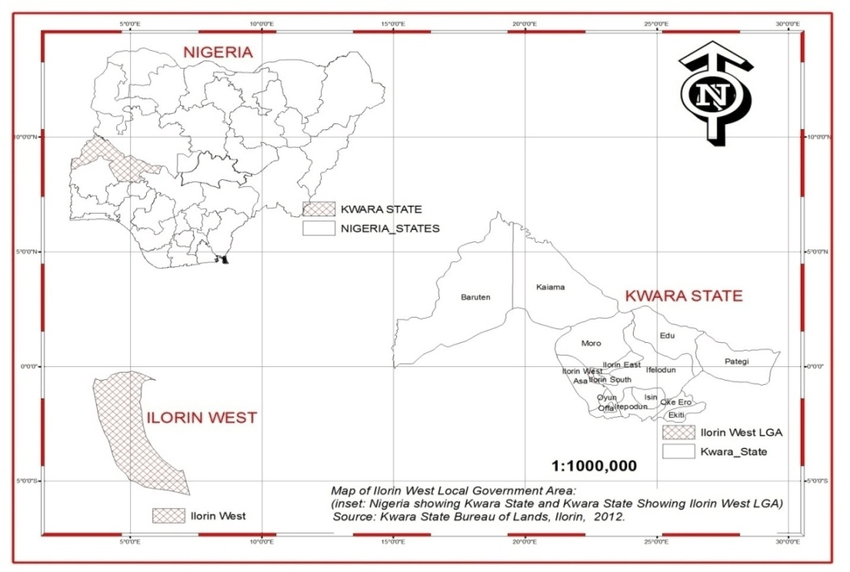 5°0'0"E 10°0'0"E 15°0'0"E 20°0'0"E 25°0'0"E 30°0'0"E
NIGERIA
N
10°0'0"N 10°0'0"N
KWARA STATE
NIGERIA_STATES
5°0'0"N 5°0'0"N
Baruten
Kaiama
KWARA STATE
Moro
Edu
Pategi
0°0'0" 0°0'0"
Ilorin East
Ilorin West
Ifelodun
Asa
Ilorin South
Oyun
Isin
Oke Ero
Offa
Irepodun
Ekiti
ILORIN WEST
Ilorin West LGA
Kwara_State
1:1000,000
5°0'0"S 5°0'0"S
Ilorin West
Map of Ilorin West Local Government Area:
(inset: Nigeria showing Kwara State and Kwara State Showing Ilorin West LGA)
Source: Kwara State Bureau of Lands, Ilorin, 2012.
5°0'0"E 10°0'0"E 15°0'0"E 20°0'0"E 25°0'0"E 30°0'0"E